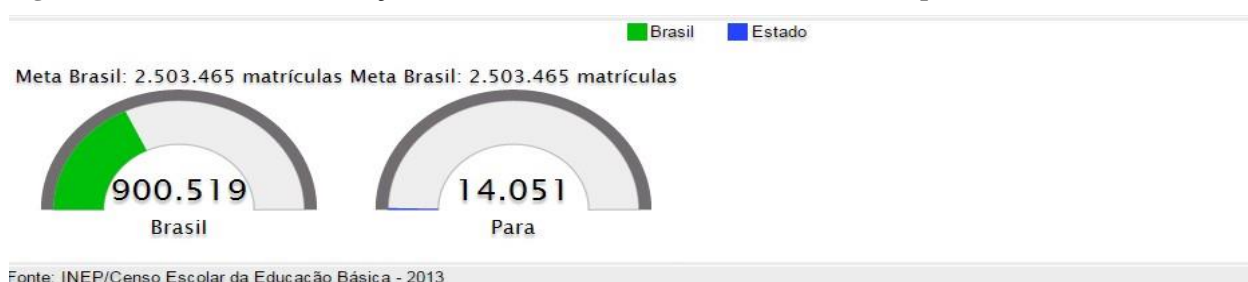 Brasil Estado
Meta Brasil: 2.503.465 matrículas Meta Brasil: 2.503.465 matrículas
900.519 14.051
Brasil Para
Fonte: INEP/Censo Escolar da Educação Básica - 2013